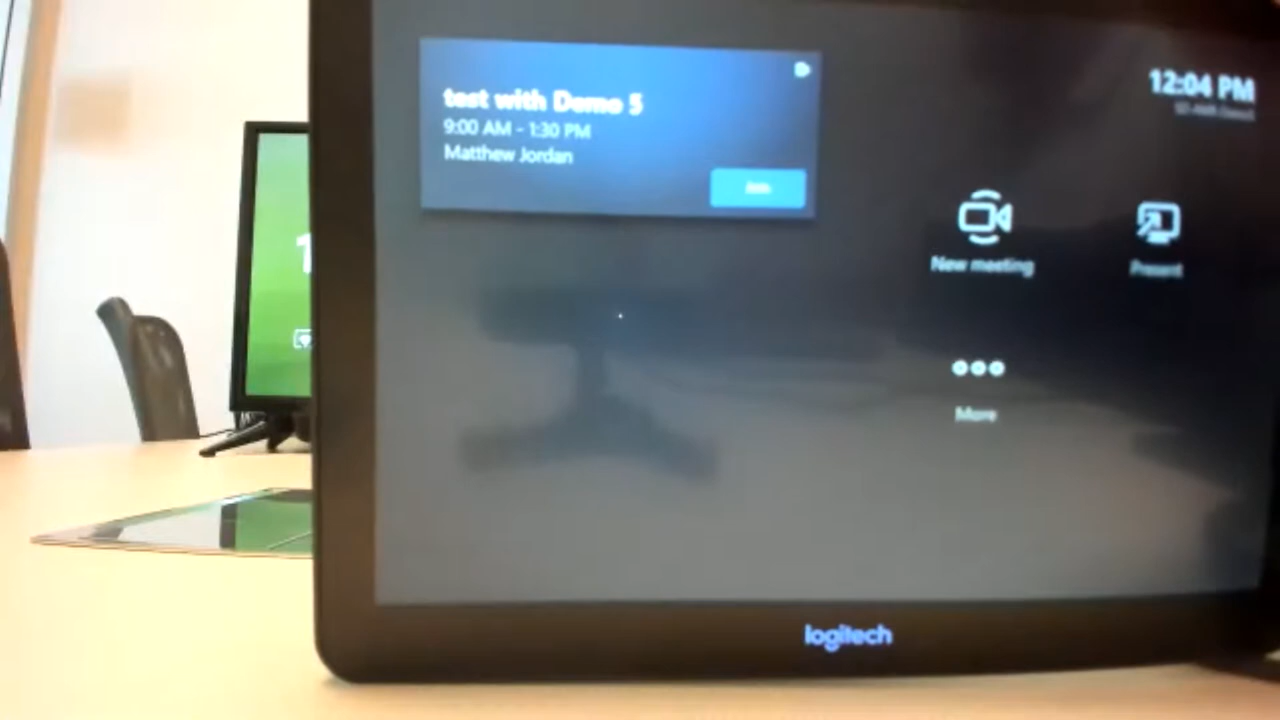 test with Demo 5
9:00 AM - 1:30 PM
Matthew Jordan
Join
12:04 PM
New meeting
Present
More
logitech
1